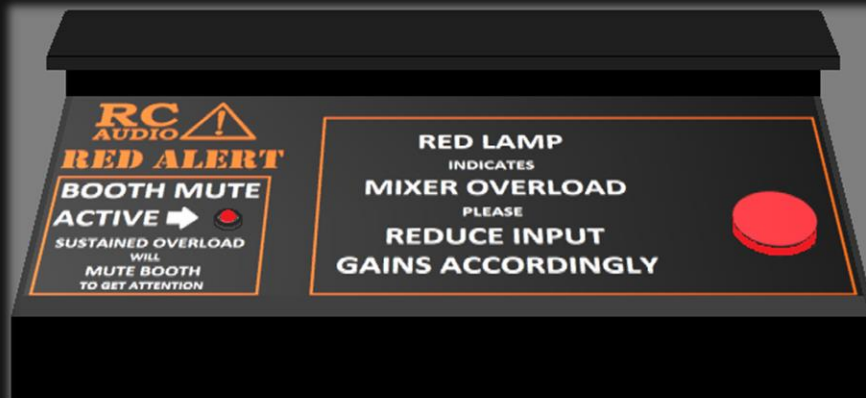 RC
AUDIO
RED ALERT
BOOTH MUTE
ACTIVE
SUSTAINED OVERLOAD
WILL
MUTE BOOTH
TO GET ATTENTION
RED LAMP
INDICATES
MIXER OVERLOAD
PLEASE
REDUCE INPUT
GAINS ACCORDINGLY